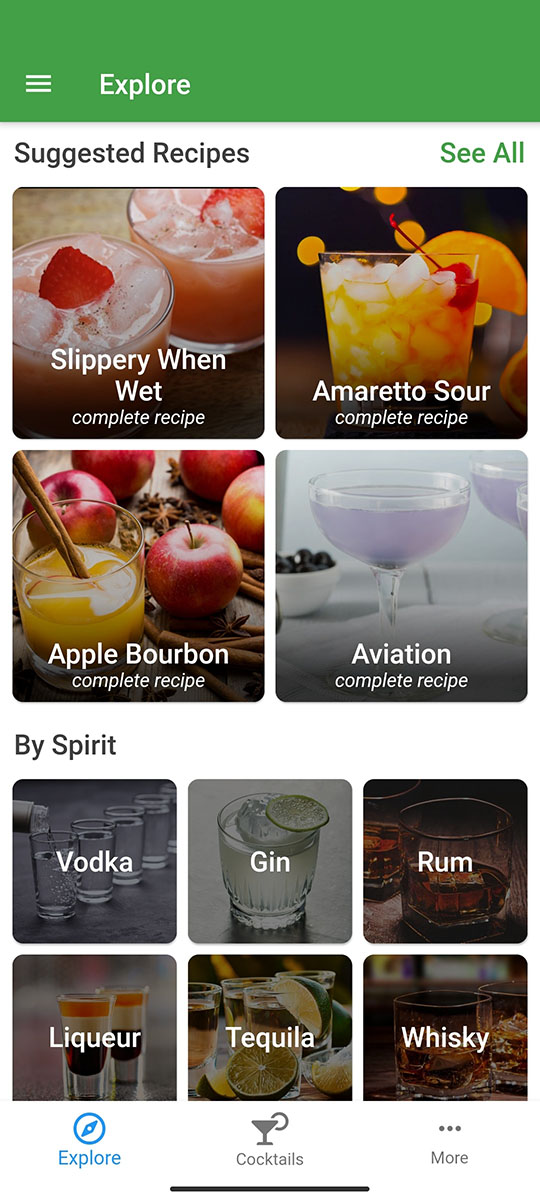 Explore
Suggested Recipes
See All
Slippery When
Wet
complete recipe
Amaretto Sour
complete recipe
Apple Bourbon
complete recipe
Aviation
complete recipe
By Spirit
Vodka
Gin
Rum
Liqueur
Tequila
Whisky
Explore
Cocktails
More